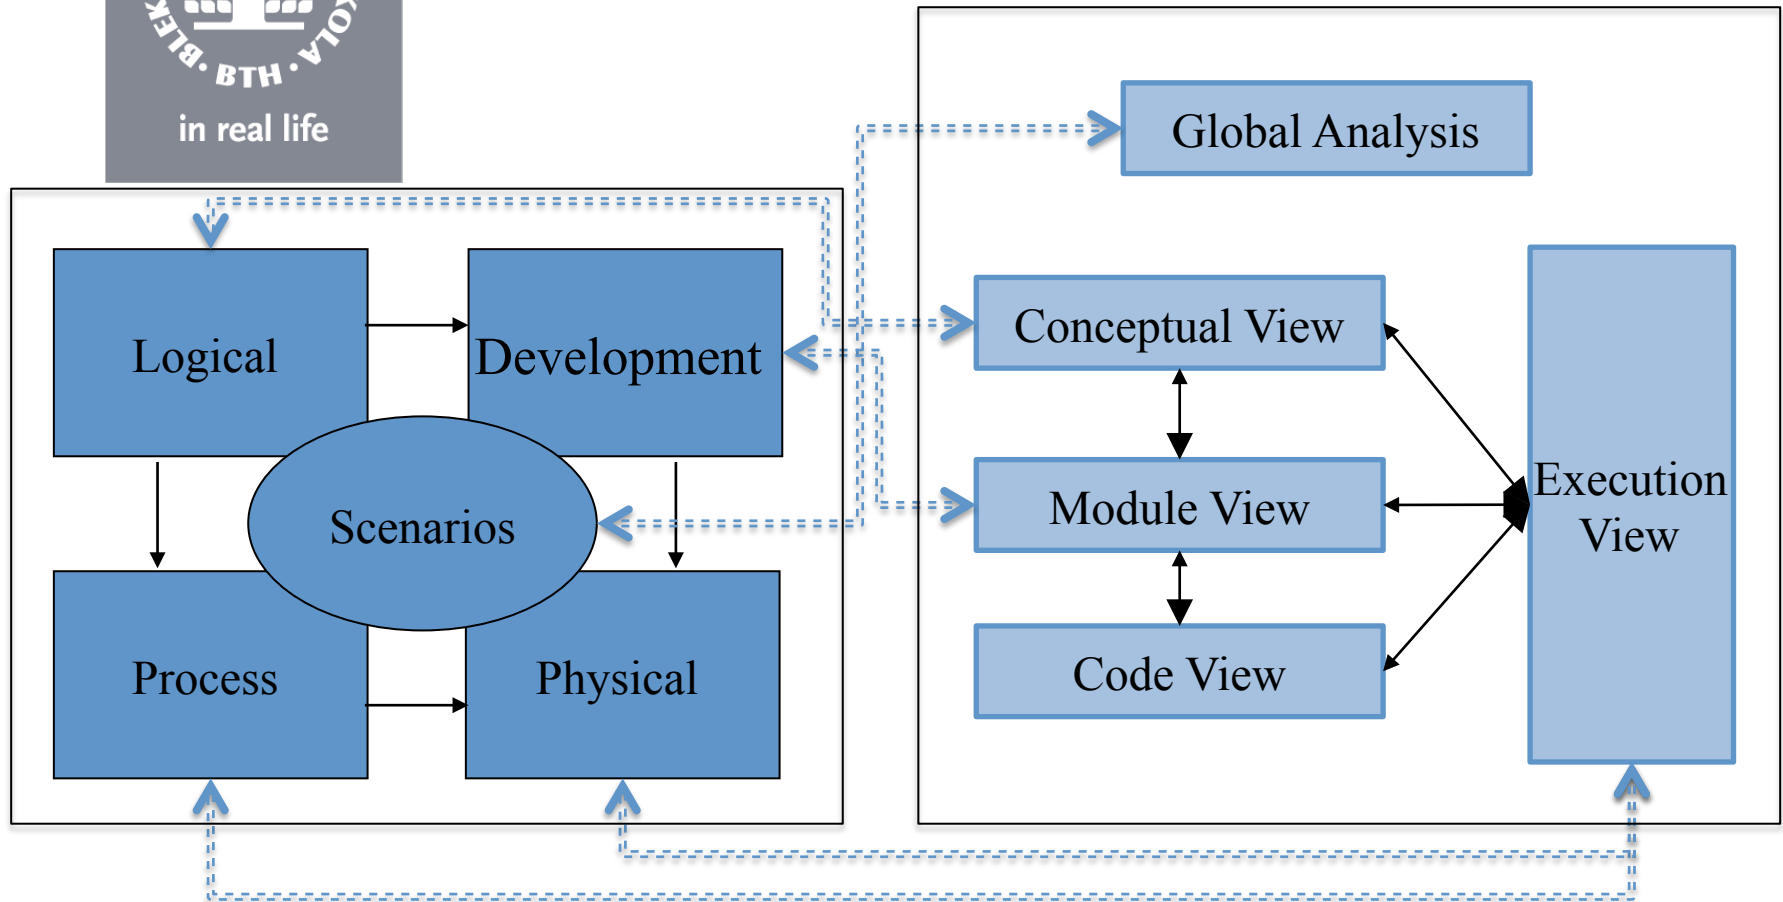 BTH
in real life
Global Analysis
Logical
Development
Scenarios
Process
Physical
Conceptual View
Module View
Code View
Execution
View